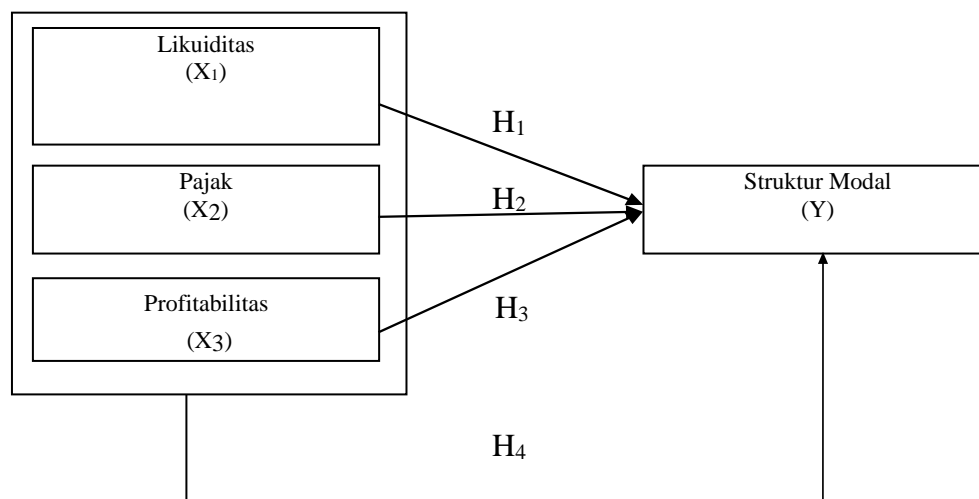 Likuiditas
(X₁)
H₁
Pajak
(X2)
H₂
Struktur Modal
(Y)
Profitabilitas
(X3)
H₃
H₄